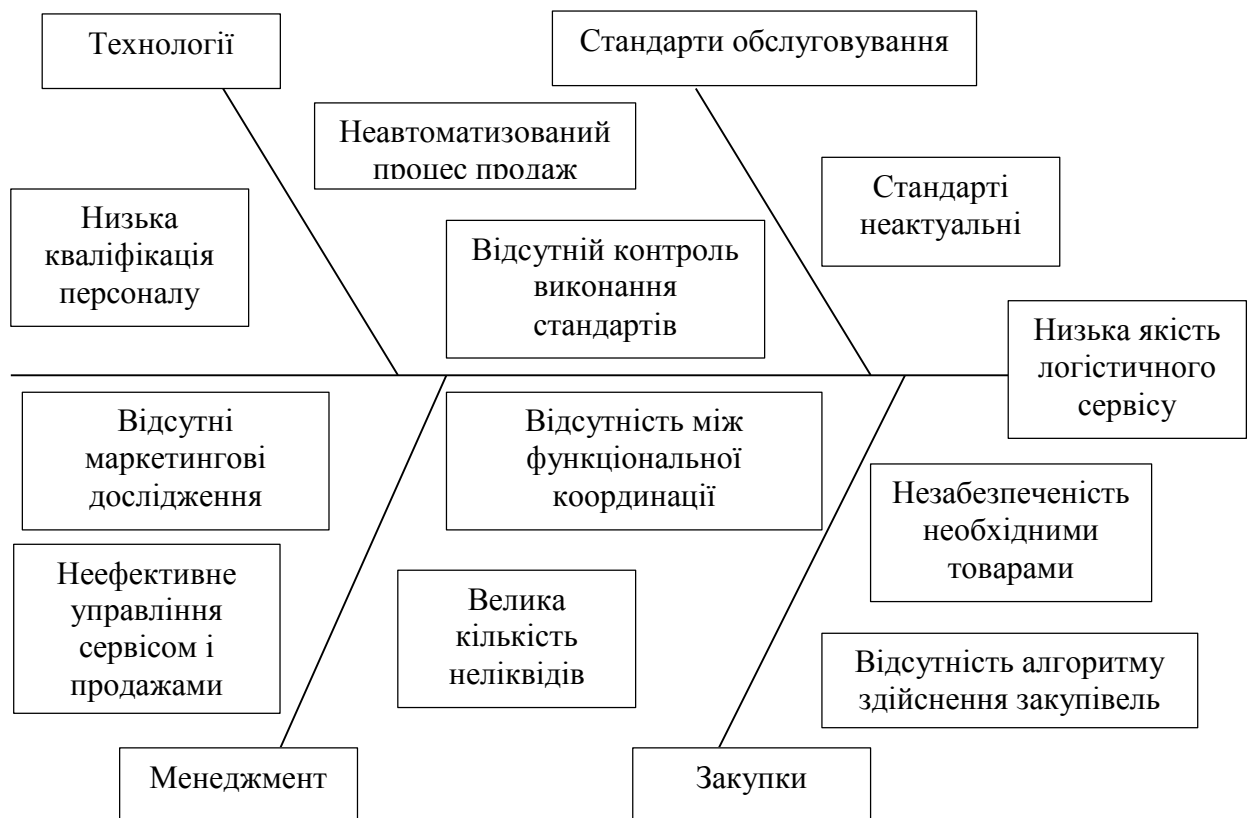 Технології
Стандарти обслуговування
Неавтоматизований
процес продаж
Стандарті
неактуальні
Низька
кваліфікація
персоналу
Відсутній контроль
виконання
стандартів
Низька якість
логістичного
сервісу
Відсутні
маркетингові
дослідження
Відсутність між
функціональної
координації
Незабезпеченість
необхідними
товарами
Неефективне
управління
сервісом і
продажами
Велика
кількість
неліквідів
Відсутність алгоритму
здійснення закупівель
Менеджмент
Закупки